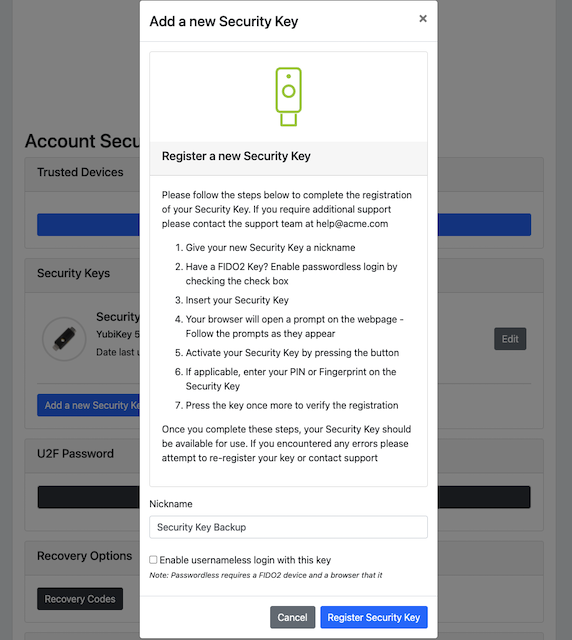 Add a new Security Key
×
Account Secu
Trusted Devices
Register a new Security Key
Please follow the steps below to complete the registration
of your Security Key. If you require additional support
please contact the support team at help@acme.com
1. Give your new Security Key a nickname
2. Have a FIDO2 Key? Enable passwordless login by
checking the check box
3. Insert your Security Key
4. Your browser will open a prompt on the webpage -
Follow the prompts as they appear
5. Activate your Security Key by pressing the button
6. If applicable, enter your PIN or Fingerprint on the
Security Key
7. Press the key once more to verify the registration
Once you complete these steps, your Security Key should
be available for use. If you encountered any errors please
attempt to re-register your key or contact support
Security Keys
Security
YubiKey 5
Date last u
Edit
Add a new Security Ke
U2F Password
Nickname
Security Key Backup
Enable usernameless login with this key
Note: Passwordless requires a FIDO2 device and a browser that it
Recovery Options
Recovery Codes
Cancel
Register Security Key